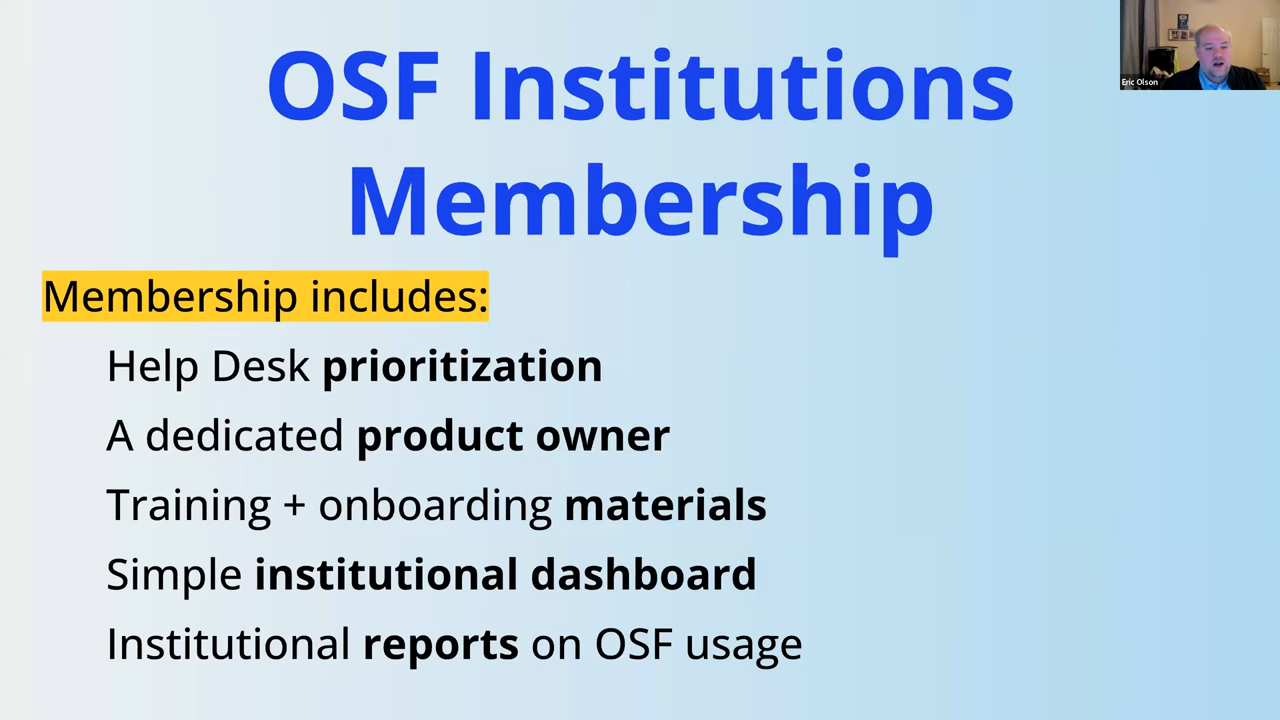 OSF Institutions
Membership
Eric Olson
Membership includes:
Help Desk prioritization
A dedicated product owner
Training + onboarding materials
Simple institutional dashboard
Institutional reports on OSF usage